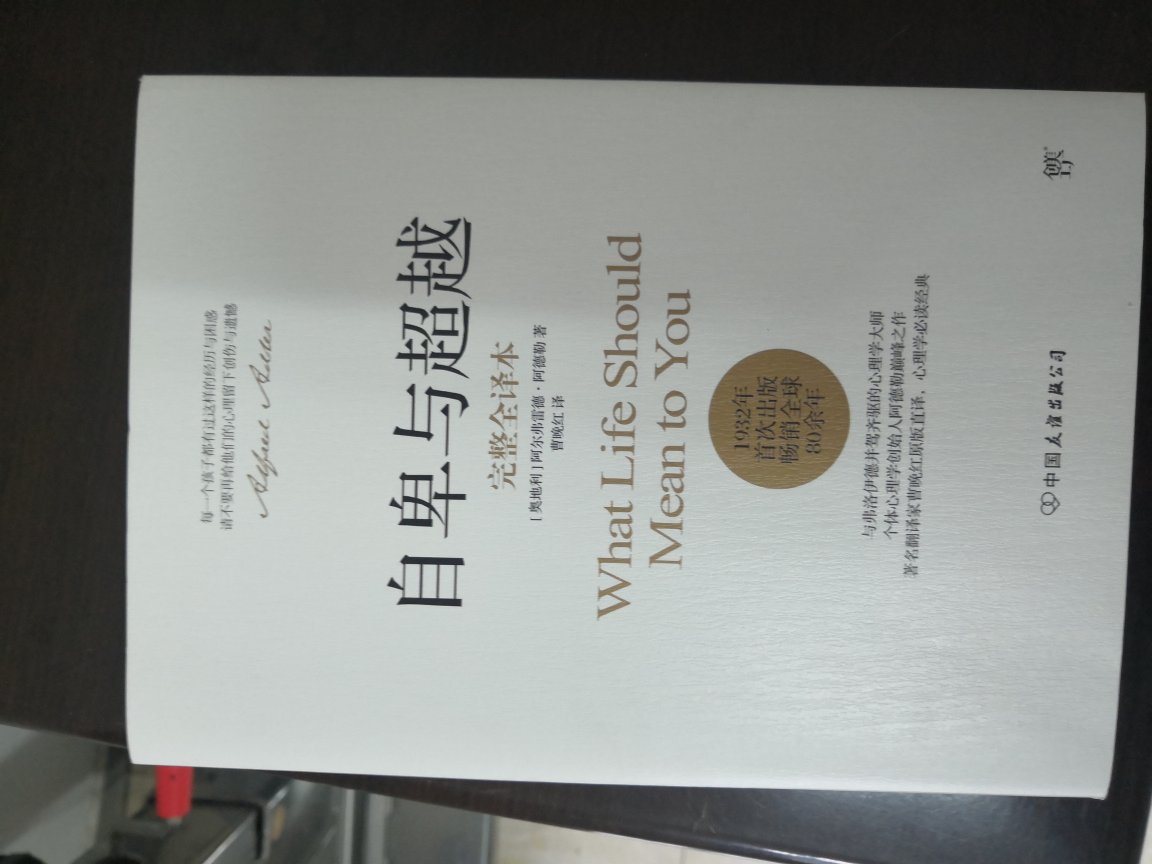 每一个孩子都有过这样的经历与困惑
请不要再给他们的心理留下创伤与遗憾
Alfred Adler
自卑与超越
完整全译本
[奥地利] 阿尔弗雷德·阿德勒 著
曹晚红 译
What Life Should
Mean to You
1932年
首次出版
畅销全球
80余年
与弗洛伊德并驾齐驱的心理学大师
个体心理学创始人阿德勒巅峰之作
著名翻译家曹晚红原版直译，心理学必读经典
中国友谊出版公司
创美工厂